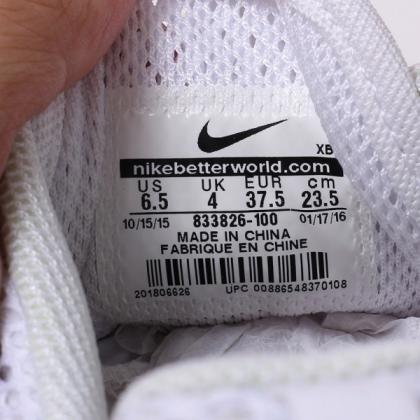 XB
nikebetterworld.com
US UK EUR cm
6.5 4 37.5 23.5
10/15/15 833826-100 01/17/16
MADE IN CHINA
FABRIQUE EN CHINE
201806626 UPC 00886548370108